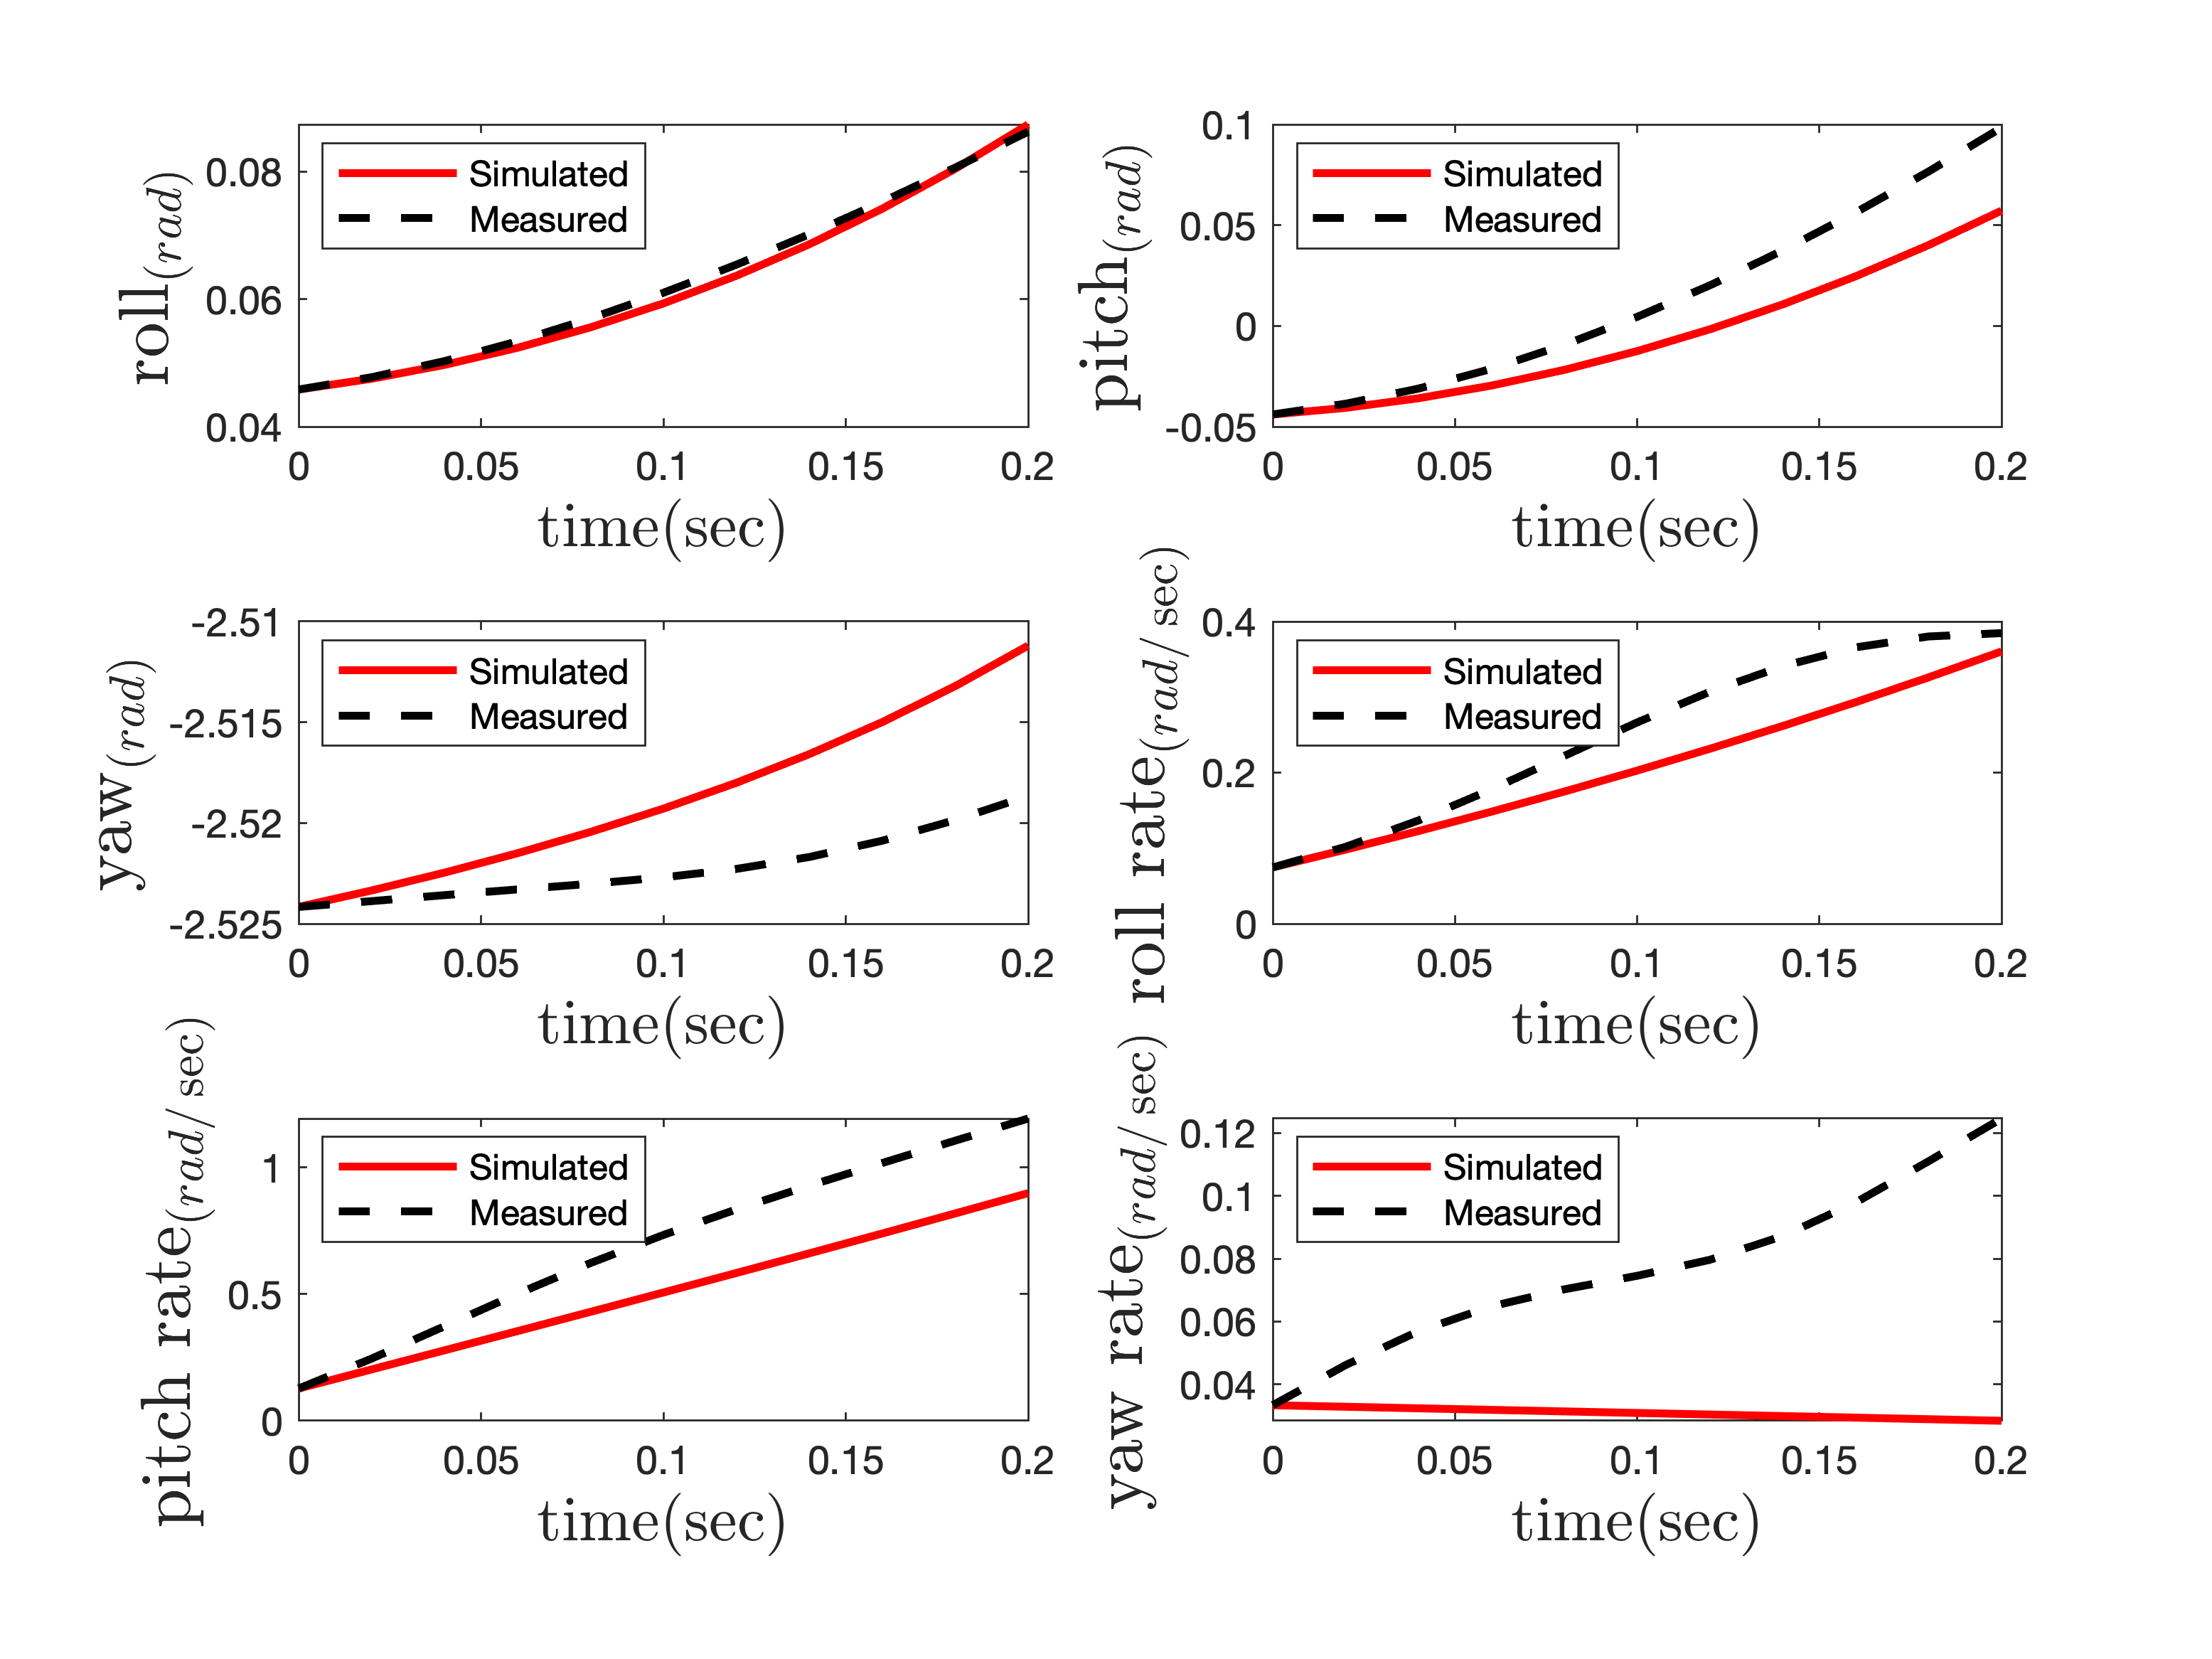 roll(rad)
0.08
0.06
0.04
Simulated
Measured
0 0.05 0.1 0.15 0.2
time(sec)
pitch(rad)
0.1
0.05
0
-0.05
Simulated
Measured
0 0.05 0.1 0.15 0.2
time(sec)
yaw(rad)
-2.51
-2.515
-2.52
-2.525
Simulated
Measured
0 0.05 0.1 0.15 0.2
time(sec)
roll rate(rad/sec)
0.4
0.2
0
Simulated
Measured
0 0.05 0.1 0.15 0.2
time(sec)
pitch rate(rad/sec)
1
0.5
0
Simulated
Measured
0 0.05 0.1 0.15 0.2
time(sec)
yaw rate(rad/sec)
0.12
0.1
0.08
0.06
0.04
Simulated
Measured
0 0.05 0.1 0.15 0.2
time(sec)